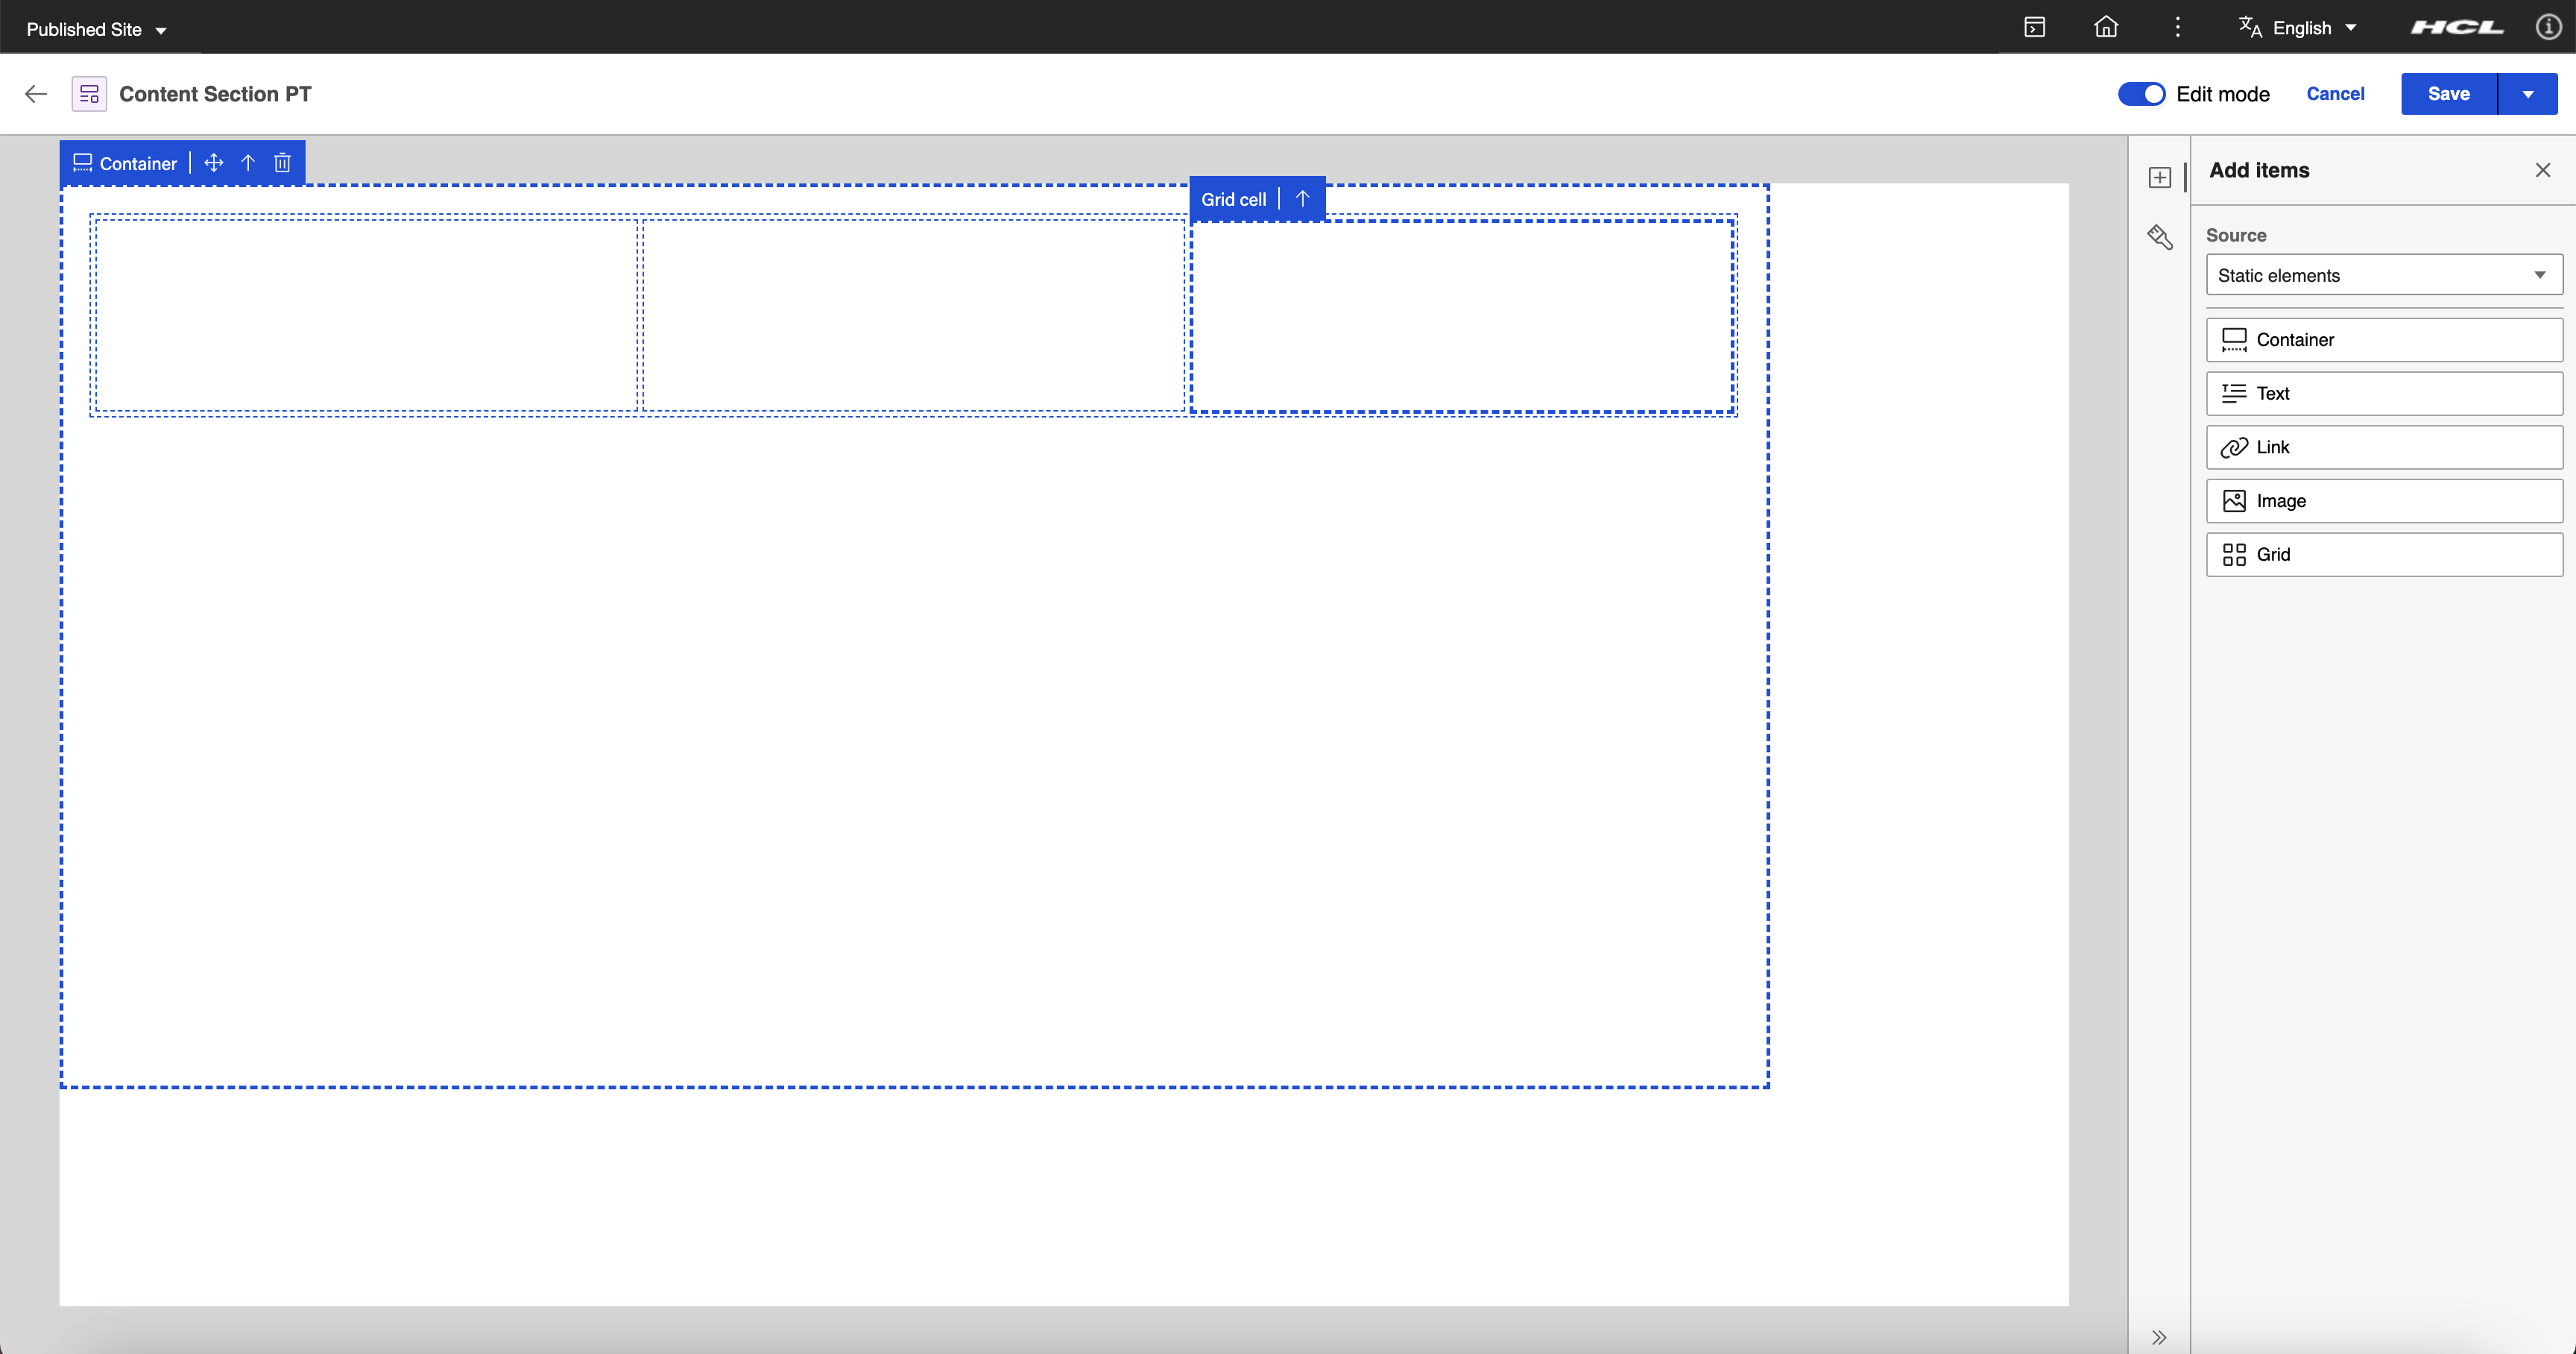 Published Site
English
HCL
Content Section PT
Edit mode
Cancel
Save
Container
Grid cell
Add items
Source
Static elements
Container
Text
Link
Image
Grid